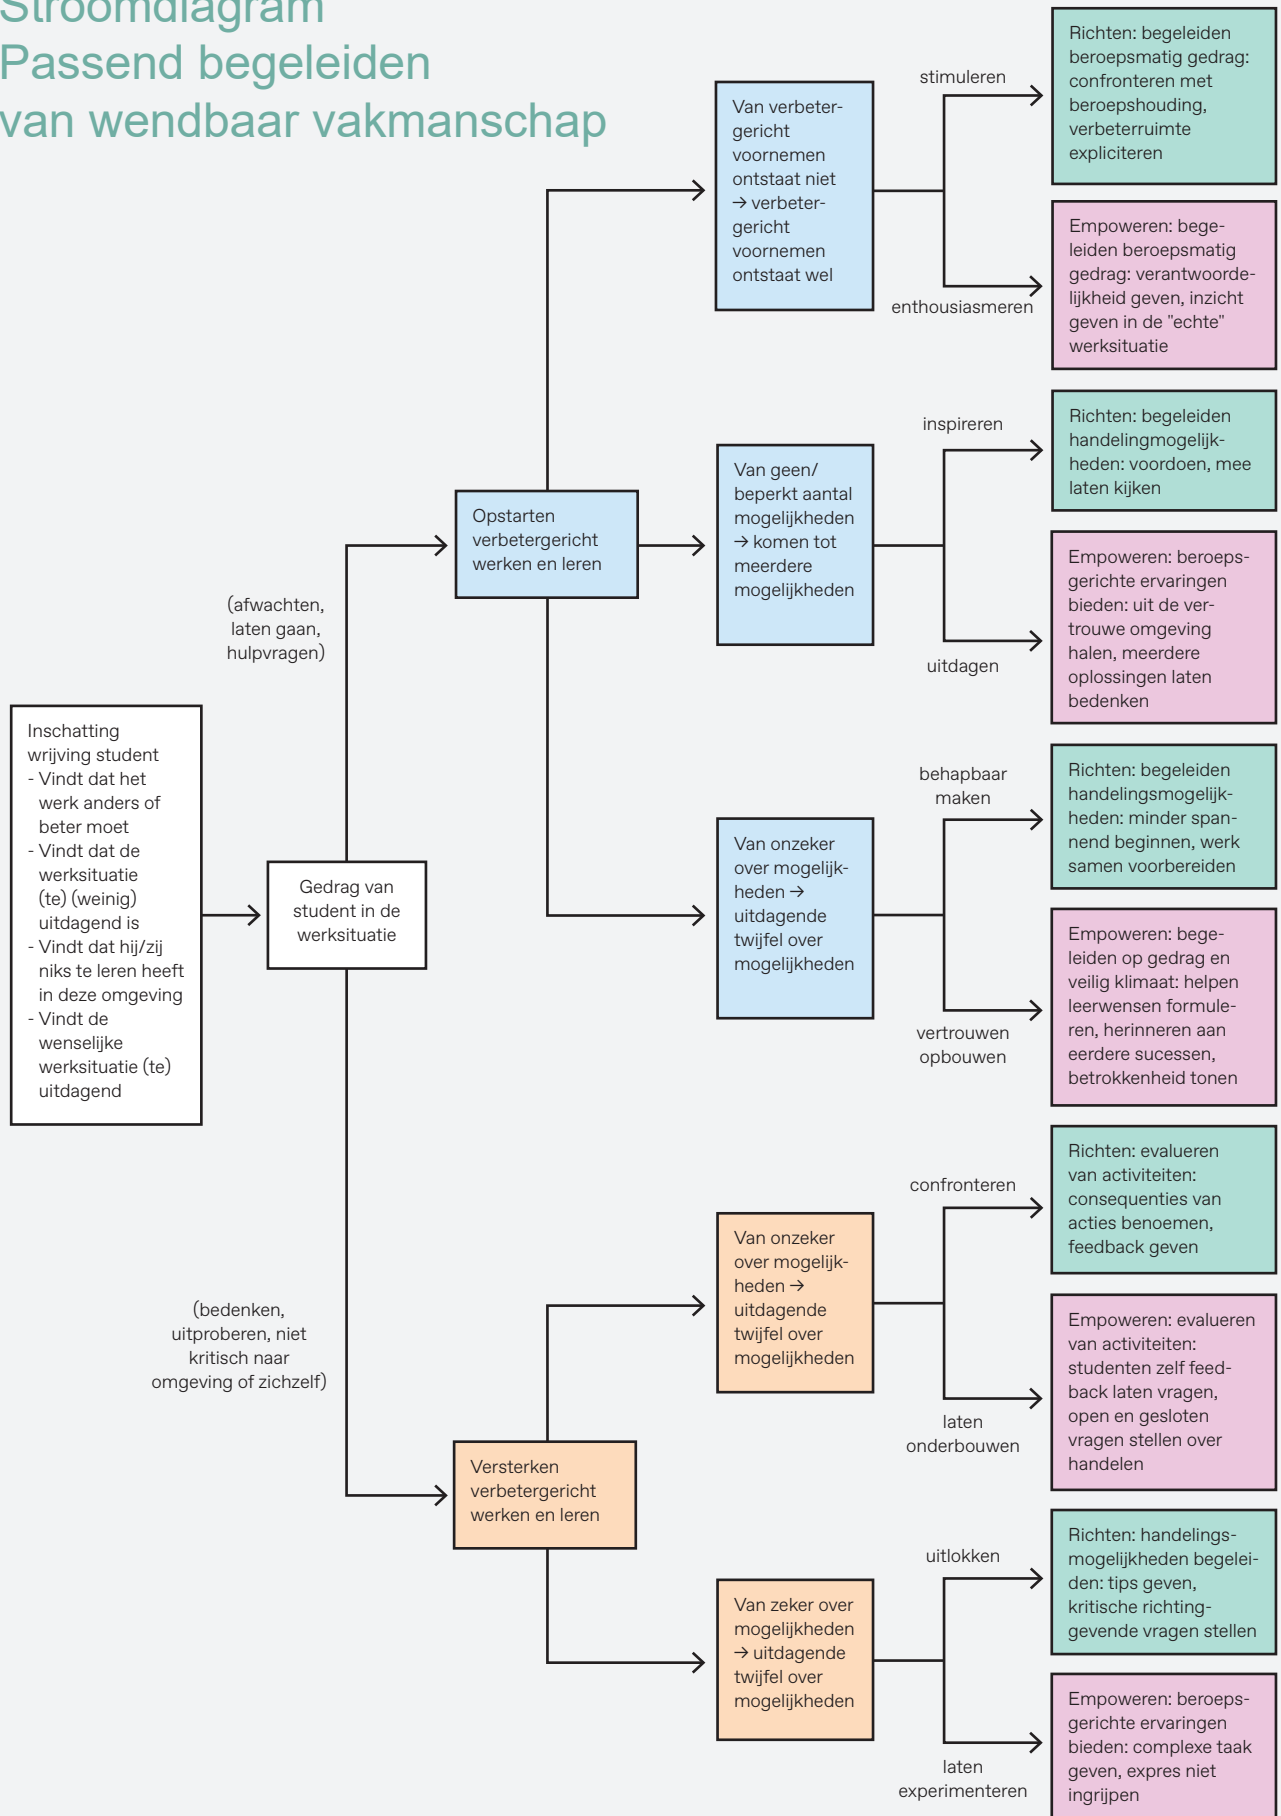 Stroomdiagram
Passend begeleiden
van wendbaar vakmanschap
Inschatting
wrijving student
- Vindt dat het
werk anders of
beter moet
- Vindt dat de
werksituatie
(te) (weinig)
uitdagend is
- Vindt dat hij/zij
niks te leren heeft
in deze omgeving
- Vindt de
wenselijke
werksituatie (te)
uitdagend
Gedrag van
student in de
werksituatie
(afwachten,
laten gaan,
hulpvragen)
Opstarten
verbetergericht
werken en leren
Van verbeter-
gericht
voornemen
ontstaat niet
→ verbeter-
gericht
voornemen
ontstaat wel
stimuleren
Richten: begeleiden
beroepsmatig gedrag:
confronteren met
beroepshouding,
verbeterruimte
expliciteren
enthousiasmeren
Empoweren: bege-
leiden beroepsmatig
gedrag: verantwoorde-
lijkheid geven, inzicht
geven in de "echte"
werksituatie
Van geen/
beperkt aantal
mogelijkheden
→ komen tot
meerdere
mogelijkheden
inspireren
Richten: begeleiden
handelingmogelijk-
heden: voordoen, mee
laten kijken
uitdagen
Empoweren: beroeps-
gerichte ervaringen
bieden: uit de ver-
trouwe omgeving
halen, meerdere
oplossingen laten
bedenken
Van onzeker
over mogelijk-
heden →
uitdagende
twijfel over
mogelijkheden
behapbaar
maken
Richten: begeleiden
handelingsmogelijk-
heden: minder span-
nend beginnen, werk
samen voorbereiden
vertrouwen
opbouwen
Empoweren: bege-
leiden op gedrag en
veilig klimaat: helpen
leerwensen formule-
ren, herinneren aan
eerdere sucessen,
betrokkenheid tonen
(bedenken,
uitproberen, niet
kritisch naar
omgeving of zichzelf)
Versterken
verbetergericht
werken en leren
Van onzeker
over mogelijk-
heden →
uitdagende
twijfel over
mogelijkheden
confronteren
Richten: evalueren
van activiteiten:
consequenties van
acties benoemen,
feedback geven
laten
onderbouwen
Empoweren: evalueren
van activiteiten:
studenten zelf feed-
back laten vragen,
open en gesloten
vragen stellen over
handelen
Van zeker over
mogelijkheden
→ uitdagende
twijfel over
mogelijkheden
uitlokken
Richten: handelings-
mogelijkheden begelei-
den: tips geven,
kritische richting-
gevende vragen stellen
laten
experimenteren
Empoweren: beroeps-
gerichte ervaringen
bieden: complexe taak
geven, expres niet
ingrijpen